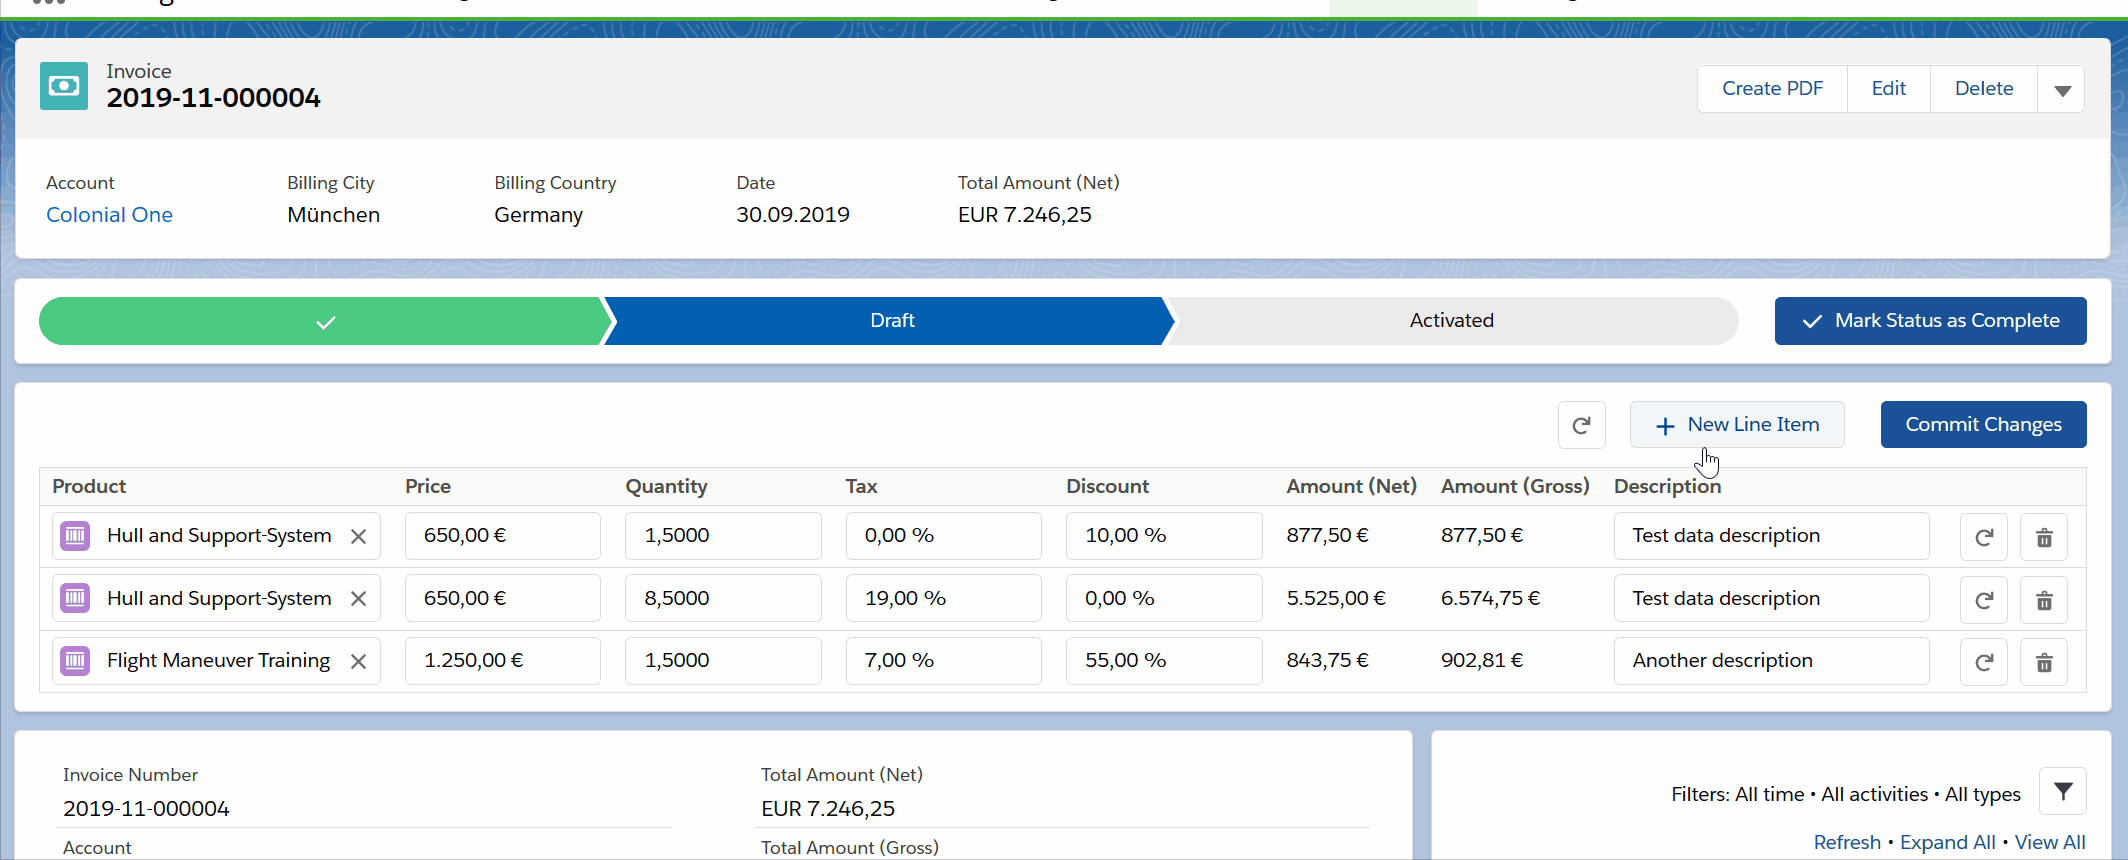 Invoice
2019-11-000004
Create PDF Edit Delete
Account Billing City Billing Country Date Total Amount (Net)
Colonial One München Germany 30.09.2019 EUR 7.246,25
Draft Activated Mark Status as Complete
New Line Item Commit Changes
Product Price Quantity Tax Discount Amount (Net) Amount (Gross) Description
Hull and Support-System 650,00 € 1,5000 0,00 % 10,00 % 877,50 € 877,50 € Test data description
Hull and Support-System 650,00 € 8,5000 19,00 % 0,00 % 5.525,00 € 6.574,75 € Test data description
Flight Maneuver Training 1.250,00 € 1,5000 7,00 % 55,00 % 843,75 € 902,81 € Another description
Invoice Number Total Amount (Net)
2019-11-000004 EUR 7.246,25
Account Total Amount (Gross)
Filters: All time • All activities • All types
Refresh • Expand All • View All